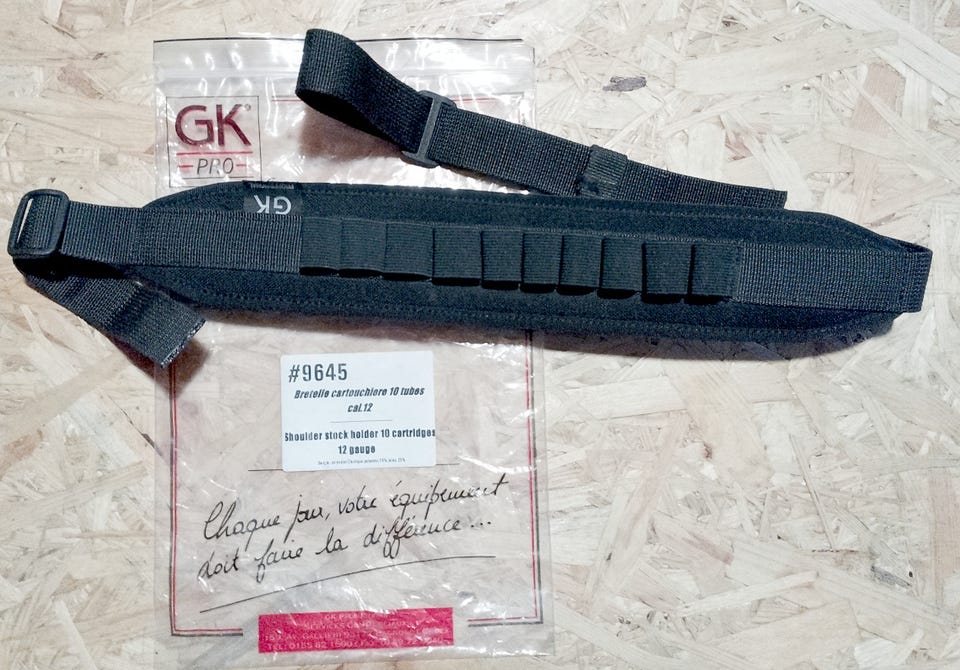 GK
PRO
GK
#9645
Bretelle cartouchiere 10 tubes
cal.12
Shoulder stock holder 10 cartridges
12 gauge
Chaque jour, votre équipement
doit faire la différence...